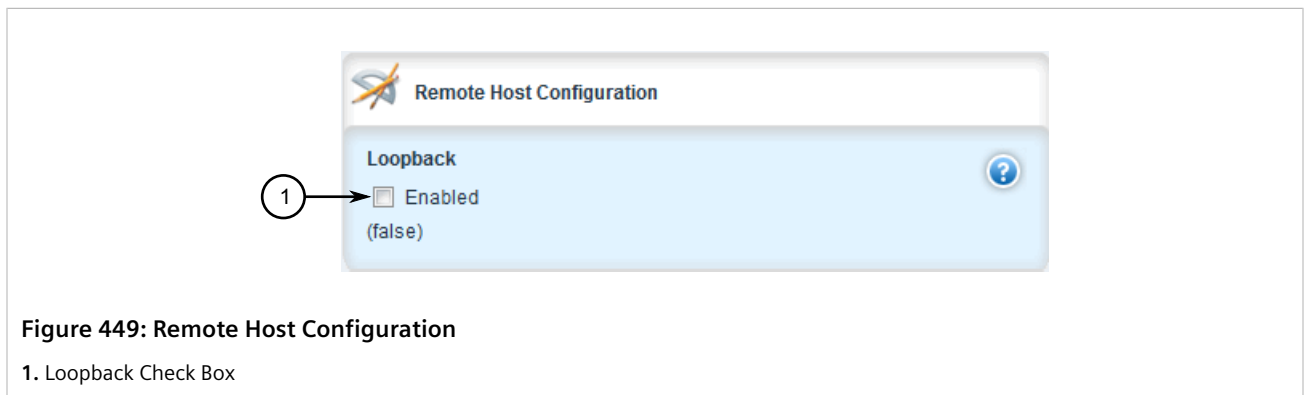 Remote Host Configuration
Loopback
?
1
Enabled
(false)
Figure 449: Remote Host Configuration
1. Loopback Check Box